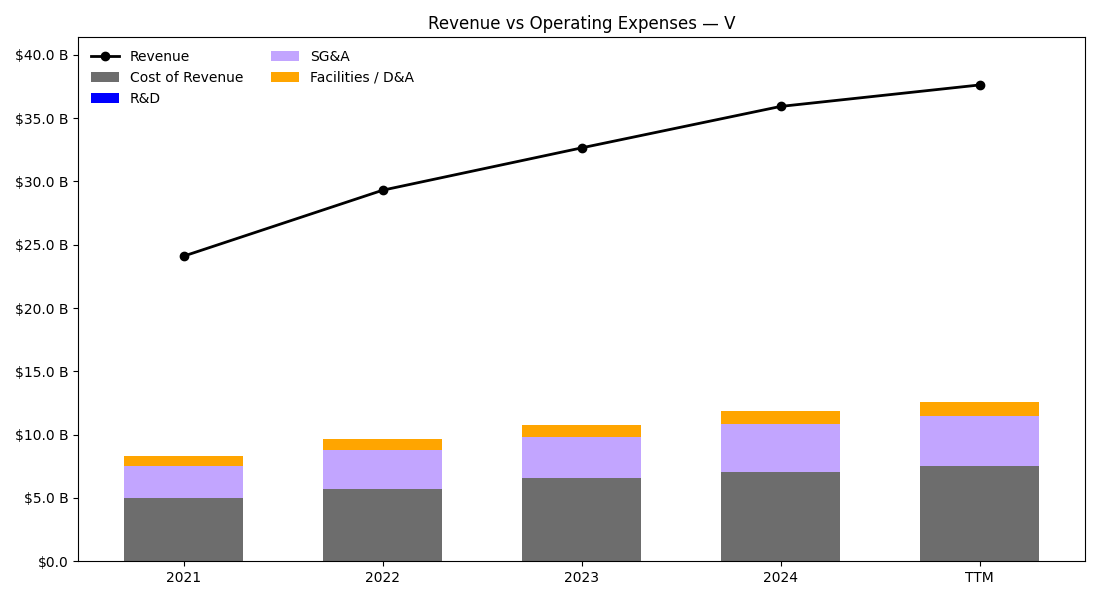 Revenue vs Operating Expenses — V
$40.0 B
$35.0 B
$30.0 B
$25.0 B
$20.0 B
$15.0 B
$10.0 B
$5.0 B
$0.0
Revenue
Cost of Revenue
R&D
SG&A
Facilities / D&A
2021
2022
2023
2024
TTM